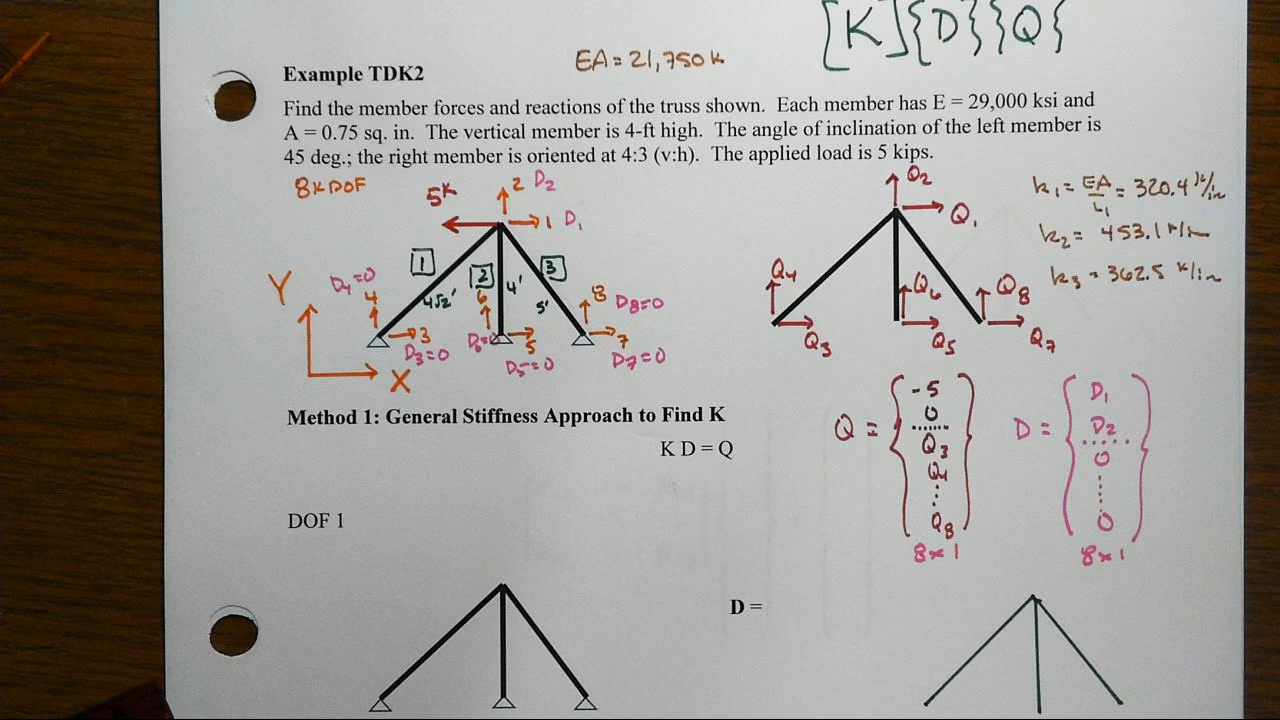 [K]{D}}{Q}
EA = 21,750 k
Example TDK2
Find the member forces and reactions of the truss shown. Each member has E = 29,000 ksi and
A = 0.75 sq. in. The vertical member is 4-ft high. The angle of inclination of the left member is
45 deg.; the right member is oriented at 4:3 (v:h). The applied load is 5 kips.
8 K DOF
5 K
2 D2
1 D1
1
2
3
4√2'
4'
5'
Y
X
D4=0
4
3
D3=0
6
D6=0
5
D5=0
8
D8=0
7
D7=0
Q2
Q1
Q4
Q3
Q6
Q5
Q8
Q7
k1 = EA/L1 = 320.4 k/in
k2 = 453.1 k/in
k3 = 362.5 k/in
Method 1: General Stiffness Approach to Find K
K D = Q
Q = { -5
0
Q3
Q4
⋮
Q8 }
8x1
D = { D1
D2
0
⋮
0 }
8x1
DOF 1
D =